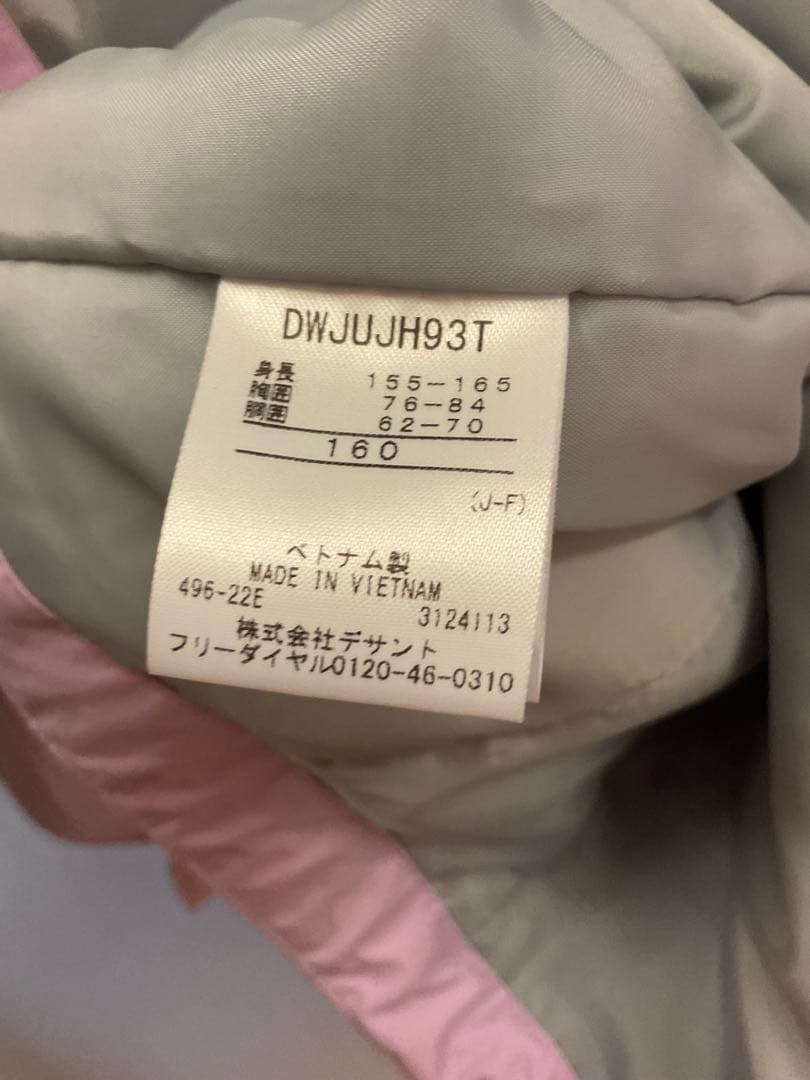 DWJUJH93T
身長 155-165
胸囲 76-84
胴囲 62-70
160
(J-F)
ベトナム製
MADE IN VIETNAM
496-22E 3124113
株式会社デサント
フリーダイヤル0120-46-0310